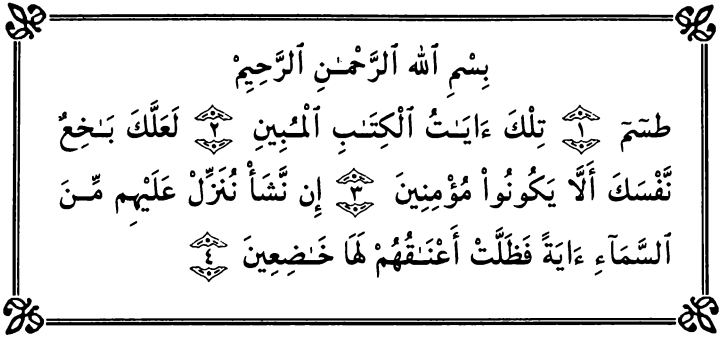 بِسْمِ ٱللهِ ٱلرَّحْمَـٰنِ ٱلرَّحِيمِ
طسٓمٓ ١ تِلْكَ ءَايَـٰتُ ٱلْكِتَـٰبِ ٱلْمُبِينِ ٢ لَعَلَّكَ بَـٰخِعٌ
نَّفْسَكَ أَلَّا يَكُونُوا۟ مُؤْمِنِينَ ٣ إِن نَّشَأْ نُنَزِّلْ عَلَيْهِم مِّنَ
ٱلسَّمَآءِ ءَايَةً فَظَلَّتْ أَعْنَـٰقُهُمْ لَهَا خَـٰضِعِينَ ٤